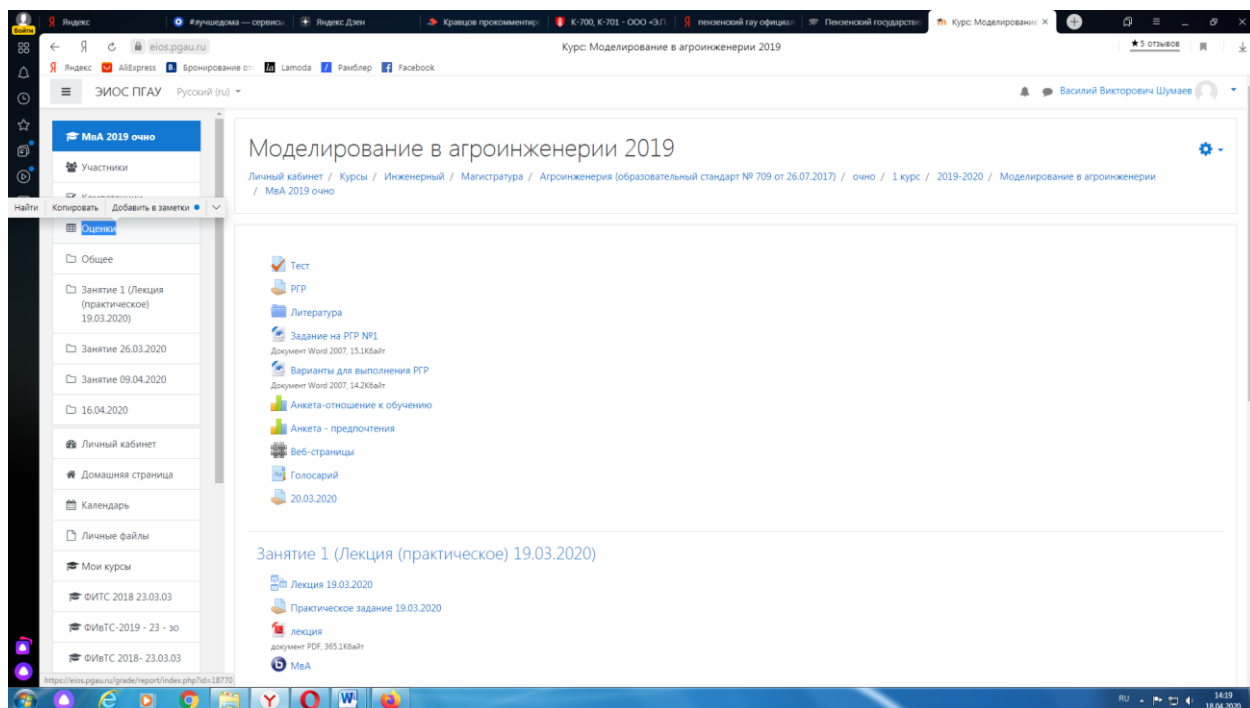 Яндекс
#лучшедома — сервисы
Яндекс.Дзен
Кравцов прокомментиро
К-700, К-701 - ООО «ЭЛ
пензенский гау официал
Пензенский государстве
Курс: Моделирование
Войти
eios.pgau.ru
Курс: Моделирование в агроинженерии 2019
★5 отзывов
Яндекс
AliExpress
Бронирование от
Lamoda
Рамблер
Facebook
ЭИОС ПГАУ
Русский (ru)
Василий Викторович Шумаев
МвА 2019 очно
Участники
Компетенции
Найти
Копировать
Добавить в заметки
Оценки
Общее
Занятие 1 (Лекция
(практическое)
19.03.2020)
Занятие 26.03.2020
Занятие 09.04.2020
16.04.2020
Личный кабинет
Домашняя страница
Календарь
Личные файлы
Мои курсы
ФИТС 2018 23.03.03
ФИвТС-2019 - 23 - зо
ФИвТС 2018- 23.03.03
https://eios.pgau.ru/grade/report/index.php?id=18770
Моделирование в агроинженерии 2019
Личный кабинет / Курсы / Инженерный / Магистратура / Агроинженерия (образовательный стандарт № 709 от 26.07.2017) / очно / 1 курс / 2019-2020 / Моделирование в агроинженерии
/ МвА 2019 очно
Тест
РГР
Литература
Задание на РГР №1
Документ Word 2007, 15.1Кбайт
Варианты для выполнения РГР
Документ Word 2007, 14.2Кбайт
Анкета-отношение к обучению
Анкета - предпочтения
Веб-страницы
Голосарий
20.03.2020
Занятие 1 (Лекция (практическое) 19.03.2020)
Лекция 19.03.2020
Практическое задание 19.03.2020
лекция
документ PDF, 365.1Кбайт
МвА
RU
14:19
18.04.2020